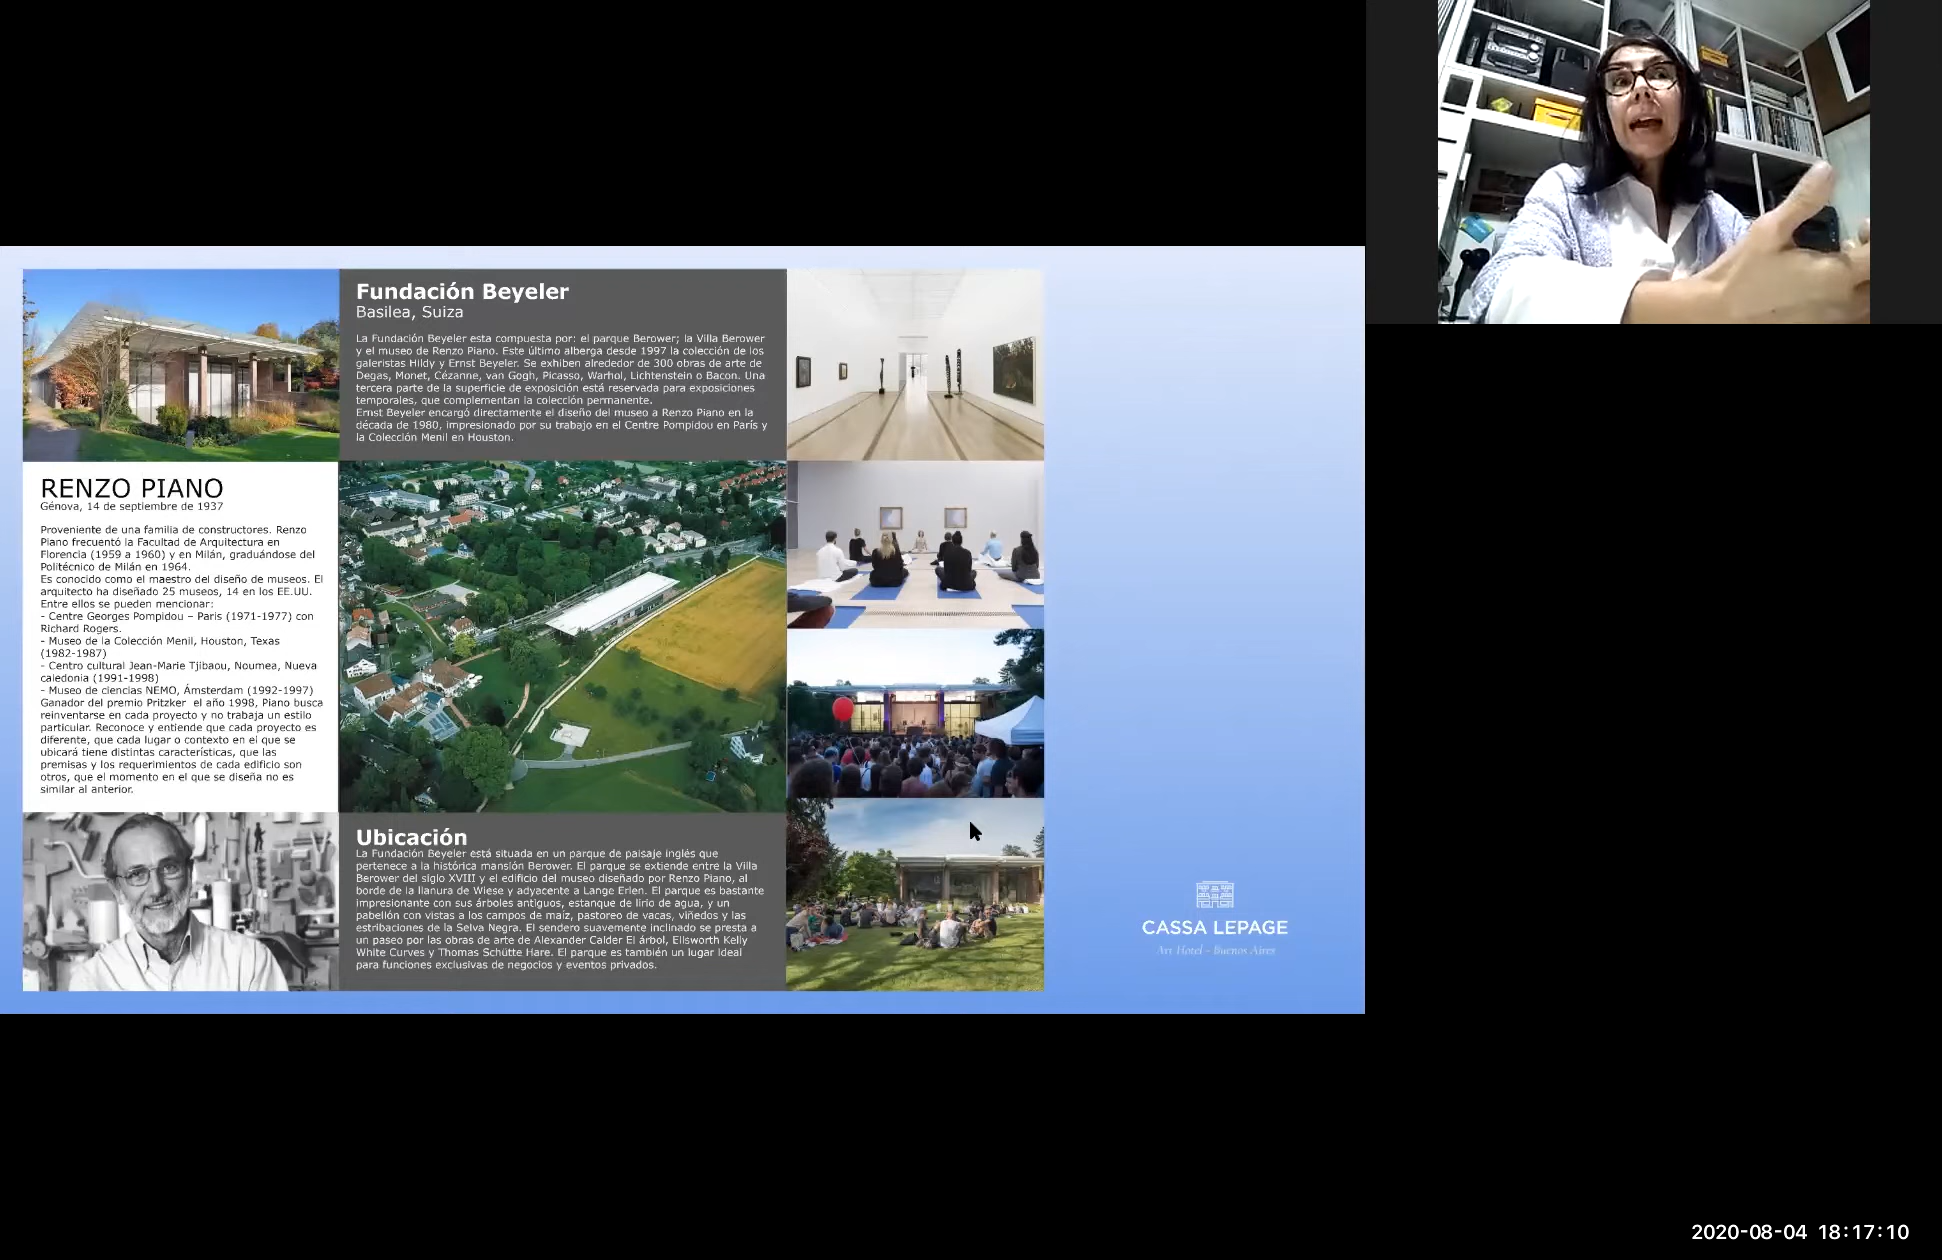 Fundación Beyeler
Basilea, Suiza
La Fundación Beyeler esta compuesta por: el parque Berower; la Villa Berower
y el museo de Renzo Piano. Este último alberga desde 1997 la colección de los
galeristas Hildy y Ernst Beyeler. Se exhiben alrededor de 300 obras de arte de
Degas, Monet, Cézanne, van Gogh, Picasso, Warhol, Lichtenstein o Bacon. Una
tercera parte de la superficie de exposición está reservada para exposiciones
temporales, que complementan la colección permanente.
Ernst Beyeler encargó directamente el diseño del museo a Renzo Piano en la
década de 1980, impresionado por su trabajo en el Centre Pompidou en París y
la Colección Menil en Houston.
RENZO PIANO
Génova, 14 de septiembre de 1937
Proveniente de una familia de constructores. Renzo
Piano frecuentó la Facultad de Arquitectura en
Florencia (1959 a 1960) y en Milán, graduándose del
Politécnico de Milán en 1964.
Es conocido como el maestro del diseño de museos. El
arquitecto ha diseñado 25 museos, 14 en los EE.UU.
Entre ellos se pueden mencionar:
- Centre Georges Pompidou – Paris (1971-1977) con
Richard Rogers.
- Museo de la Colección Menil, Houston, Texas
(1982-1987)
- Centro cultural Jean-Marie Tjibaou, Noumea, Nueva
caledonia (1991-1998)
- Museo de ciencias NEMO, Ámsterdam (1992-1997)
Ganador del premio Pritzker el año 1998, Piano busca
reinventarse en cada proyecto y no trabaja un estilo
particular. Reconoce y entiende que cada proyecto es
diferente, que cada lugar o contexto en el que se
ubicará tiene distintas características, que las
premisas y los requerimientos de cada edificio son
otros, que el momento en el que se diseña no es
similar al anterior.
Ubicación
La Fundación Beyeler está situada en un parque de paisaje inglés que
pertenece a la histórica mansión Berower. El parque se extiende entre la Villa
Berower del siglo XVIII y el edificio del museo diseñado por Renzo Piano, al
borde de la llanura de Wiese y adyacente a Lange Erlen. El parque es bastante
impresionante con sus árboles antiguos, estanque de lirio de agua, y un
pabellón con vistas a los campos de maíz, pastoreo de vacas, viñedos y las
estribaciones de la Selva Negra. El sendero suavemente inclinado se presta a
un paseo por las obras de arte de Alexander Calder El árbol, Ellsworth Kelly
White Curves y Thomas Schütte Hare. El parque es también un lugar ideal
para funciones exclusivas de negocios y eventos privados.
CASSA LEPAGE
Art Hotel - Buenos Aires
2020-08-04 18:17:10